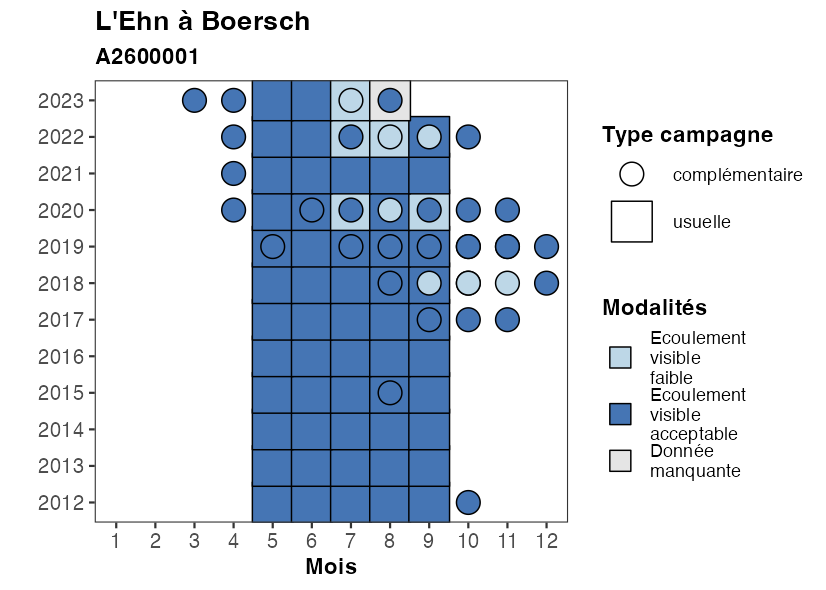 L'Ehn à Boersch
A2600001
2023
2022
2021
2020
2019
2018
2017
2016
2015
2014
2013
2012
1 2 3 4 5 6 7 8 9 10 11 12
Mois
Type campagne
complémentaire
usuelle
Modalités
Ecoulement
visible
faible
Ecoulement
visible
acceptable
Donnée
manquante